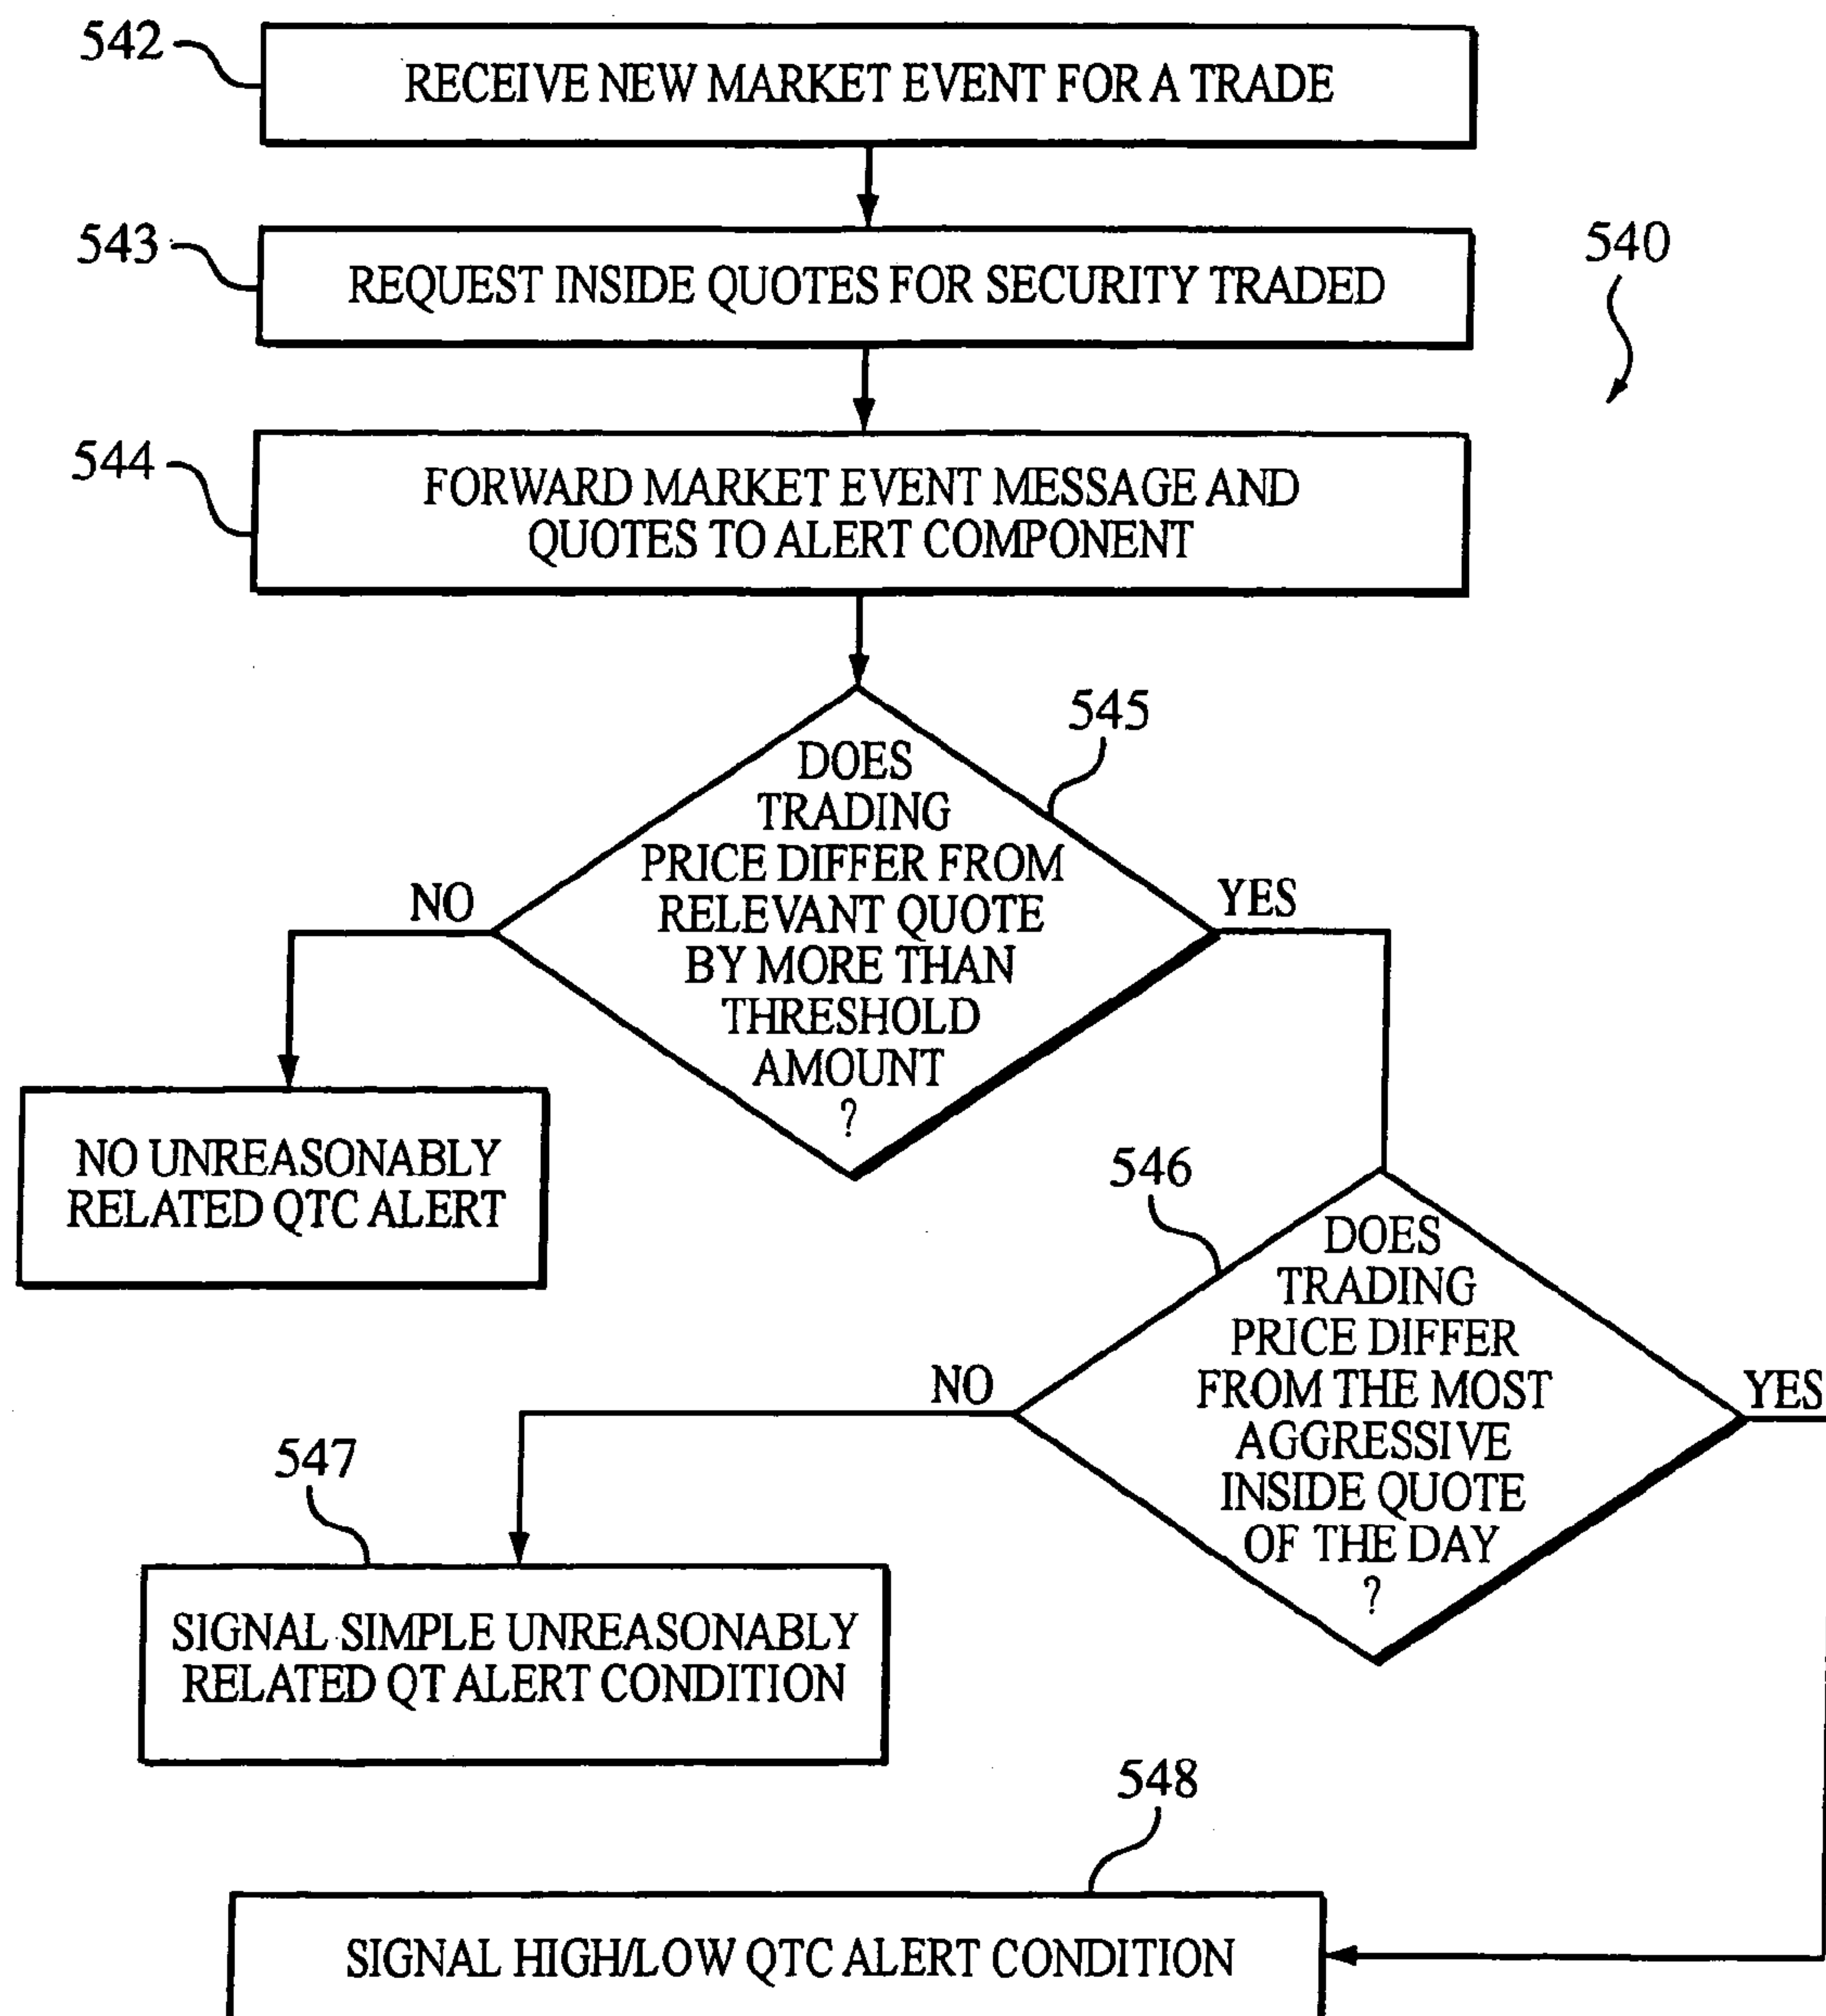 542
RECEIVE NEW MARKET EVENT FOR A TRADE
543
REQUEST INSIDE QUOTES FOR SECURITY TRADED
540
544
FORWARD MARKET EVENT MESSAGE AND
QUOTES TO ALERT COMPONENT
545
DOES
TRADING
PRICE DIFFER FROM
RELEVANT QUOTE
BY MORE THAN
THRESHOLD
AMOUNT
?
NO
YES
NO UNREASONABLY
RELATED QTC ALERT
546
DOES
TRADING
PRICE DIFFER
FROM THE MOST
AGGRESSIVE
INSIDE QUOTE
OF THE DAY
?
NO
YES
547
SIGNAL SIMPLE UNREASONABLY
RELATED QT ALERT CONDITION
548
SIGNAL HIGH/LOW QTC ALERT CONDITION